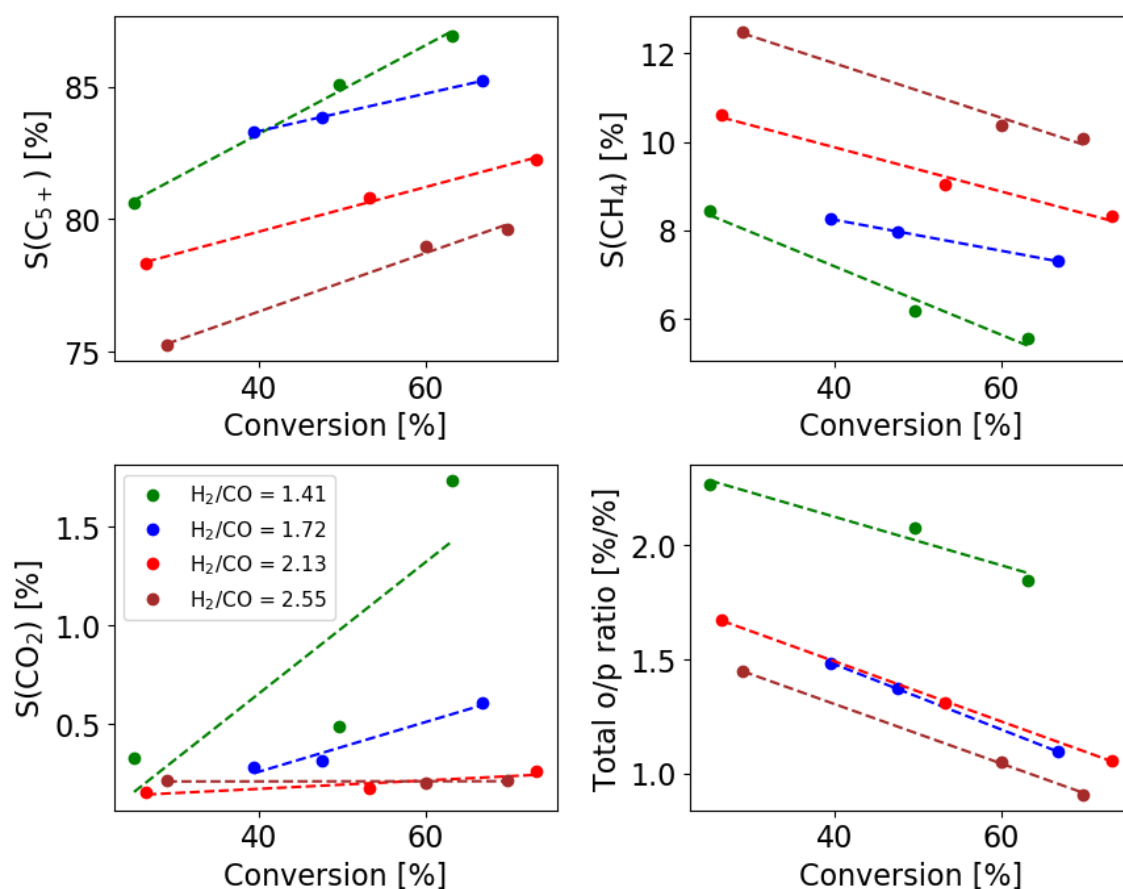 85
80
75
S(C₅₊) [%]
40 60
Conversion [%]
12
10
8
6
S(CH₄) [%]
40 60
Conversion [%]
1.5
1.0
0.5
S(CO₂) [%]
H₂/CO = 1.41
H₂/CO = 1.72
H₂/CO = 2.13
H₂/CO = 2.55
40 60
Conversion [%]
2.0
1.5
1.0
Total o/p ratio [%/%]
40 60
Conversion [%]